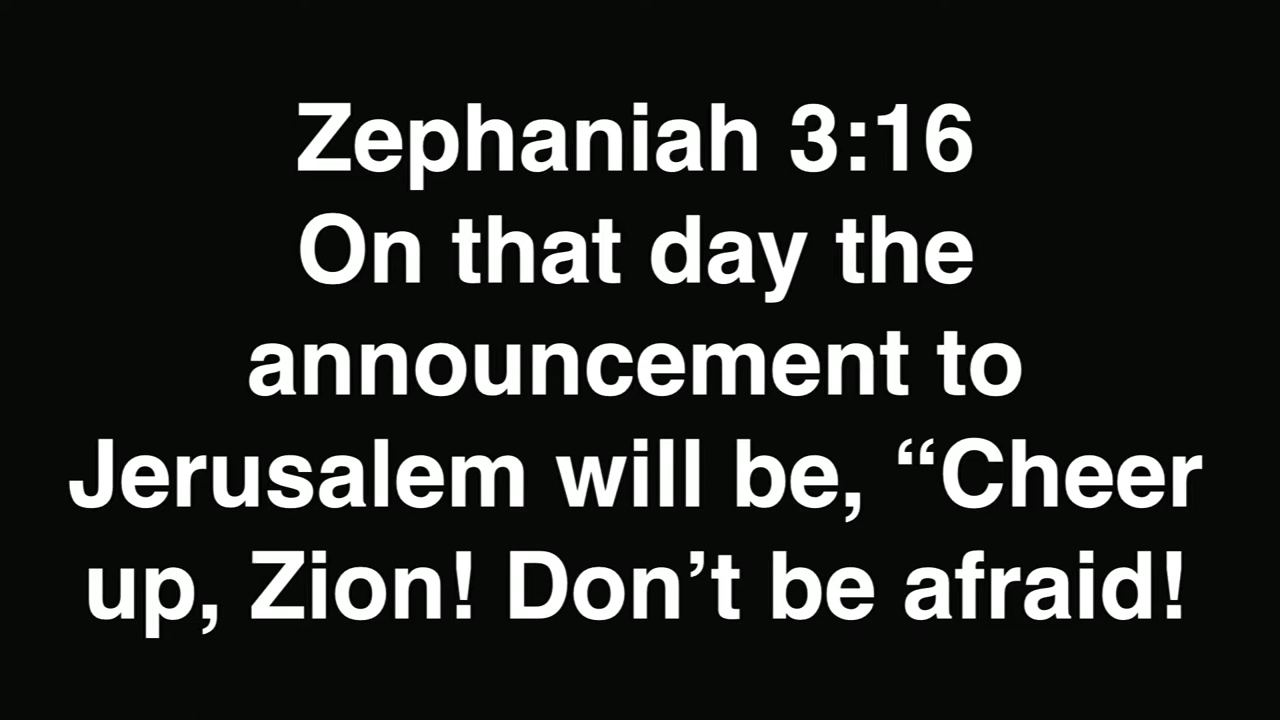 Zephaniah 3:16
On that day the
announcement to
Jerusalem will be, “Cheer
up, Zion! Don’t be afraid!